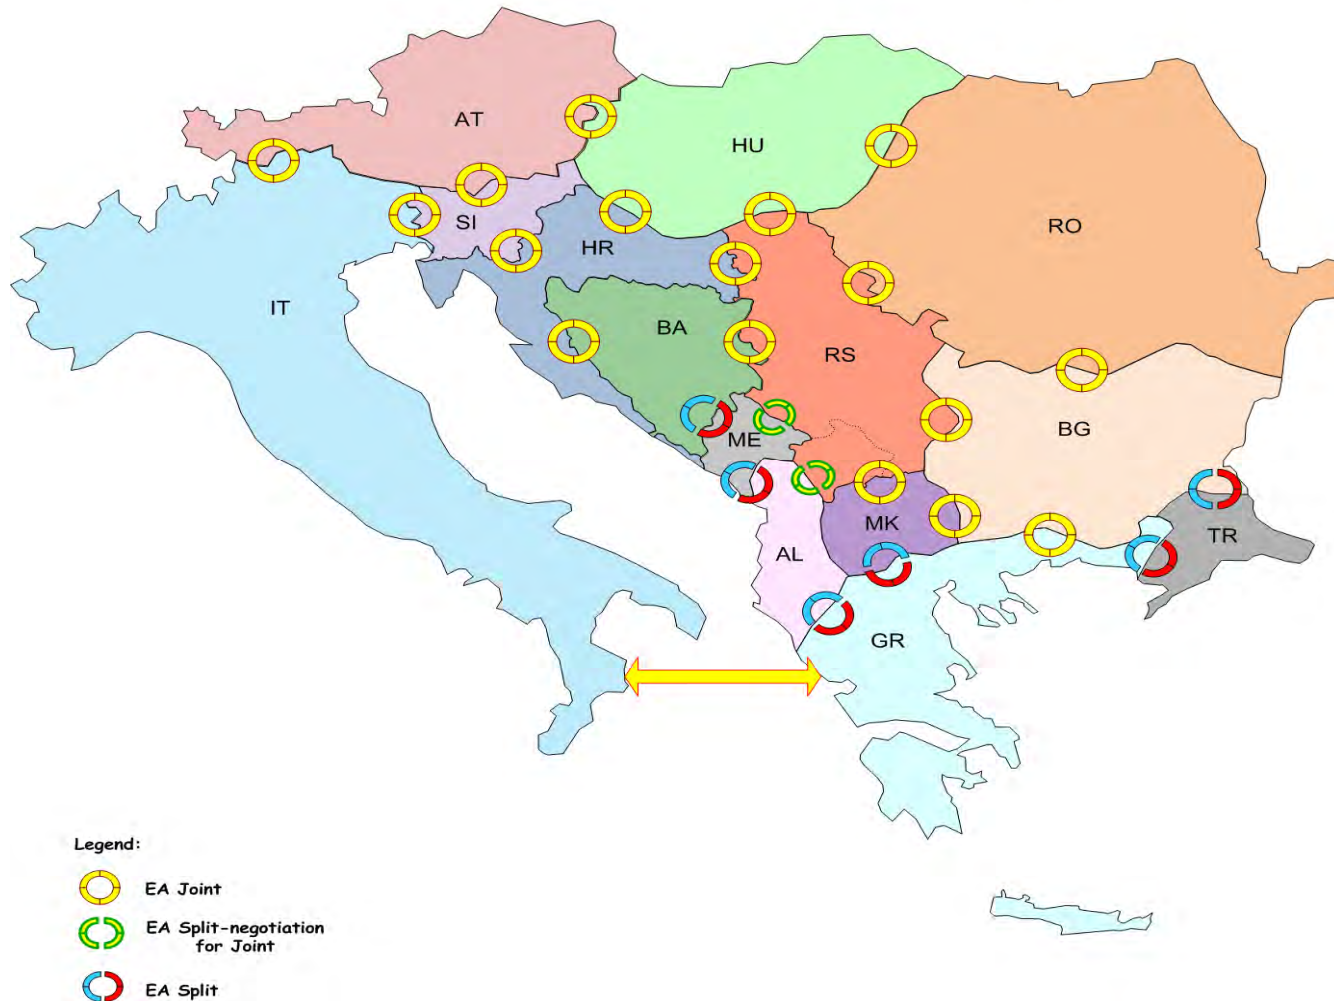 AT
HU
RO
SI
HR
IT
BA
RS
ME
BG
MK
TR
AL
GR
Legend:
EA Joint
EA Split-negotiation
for Joint
EA Split